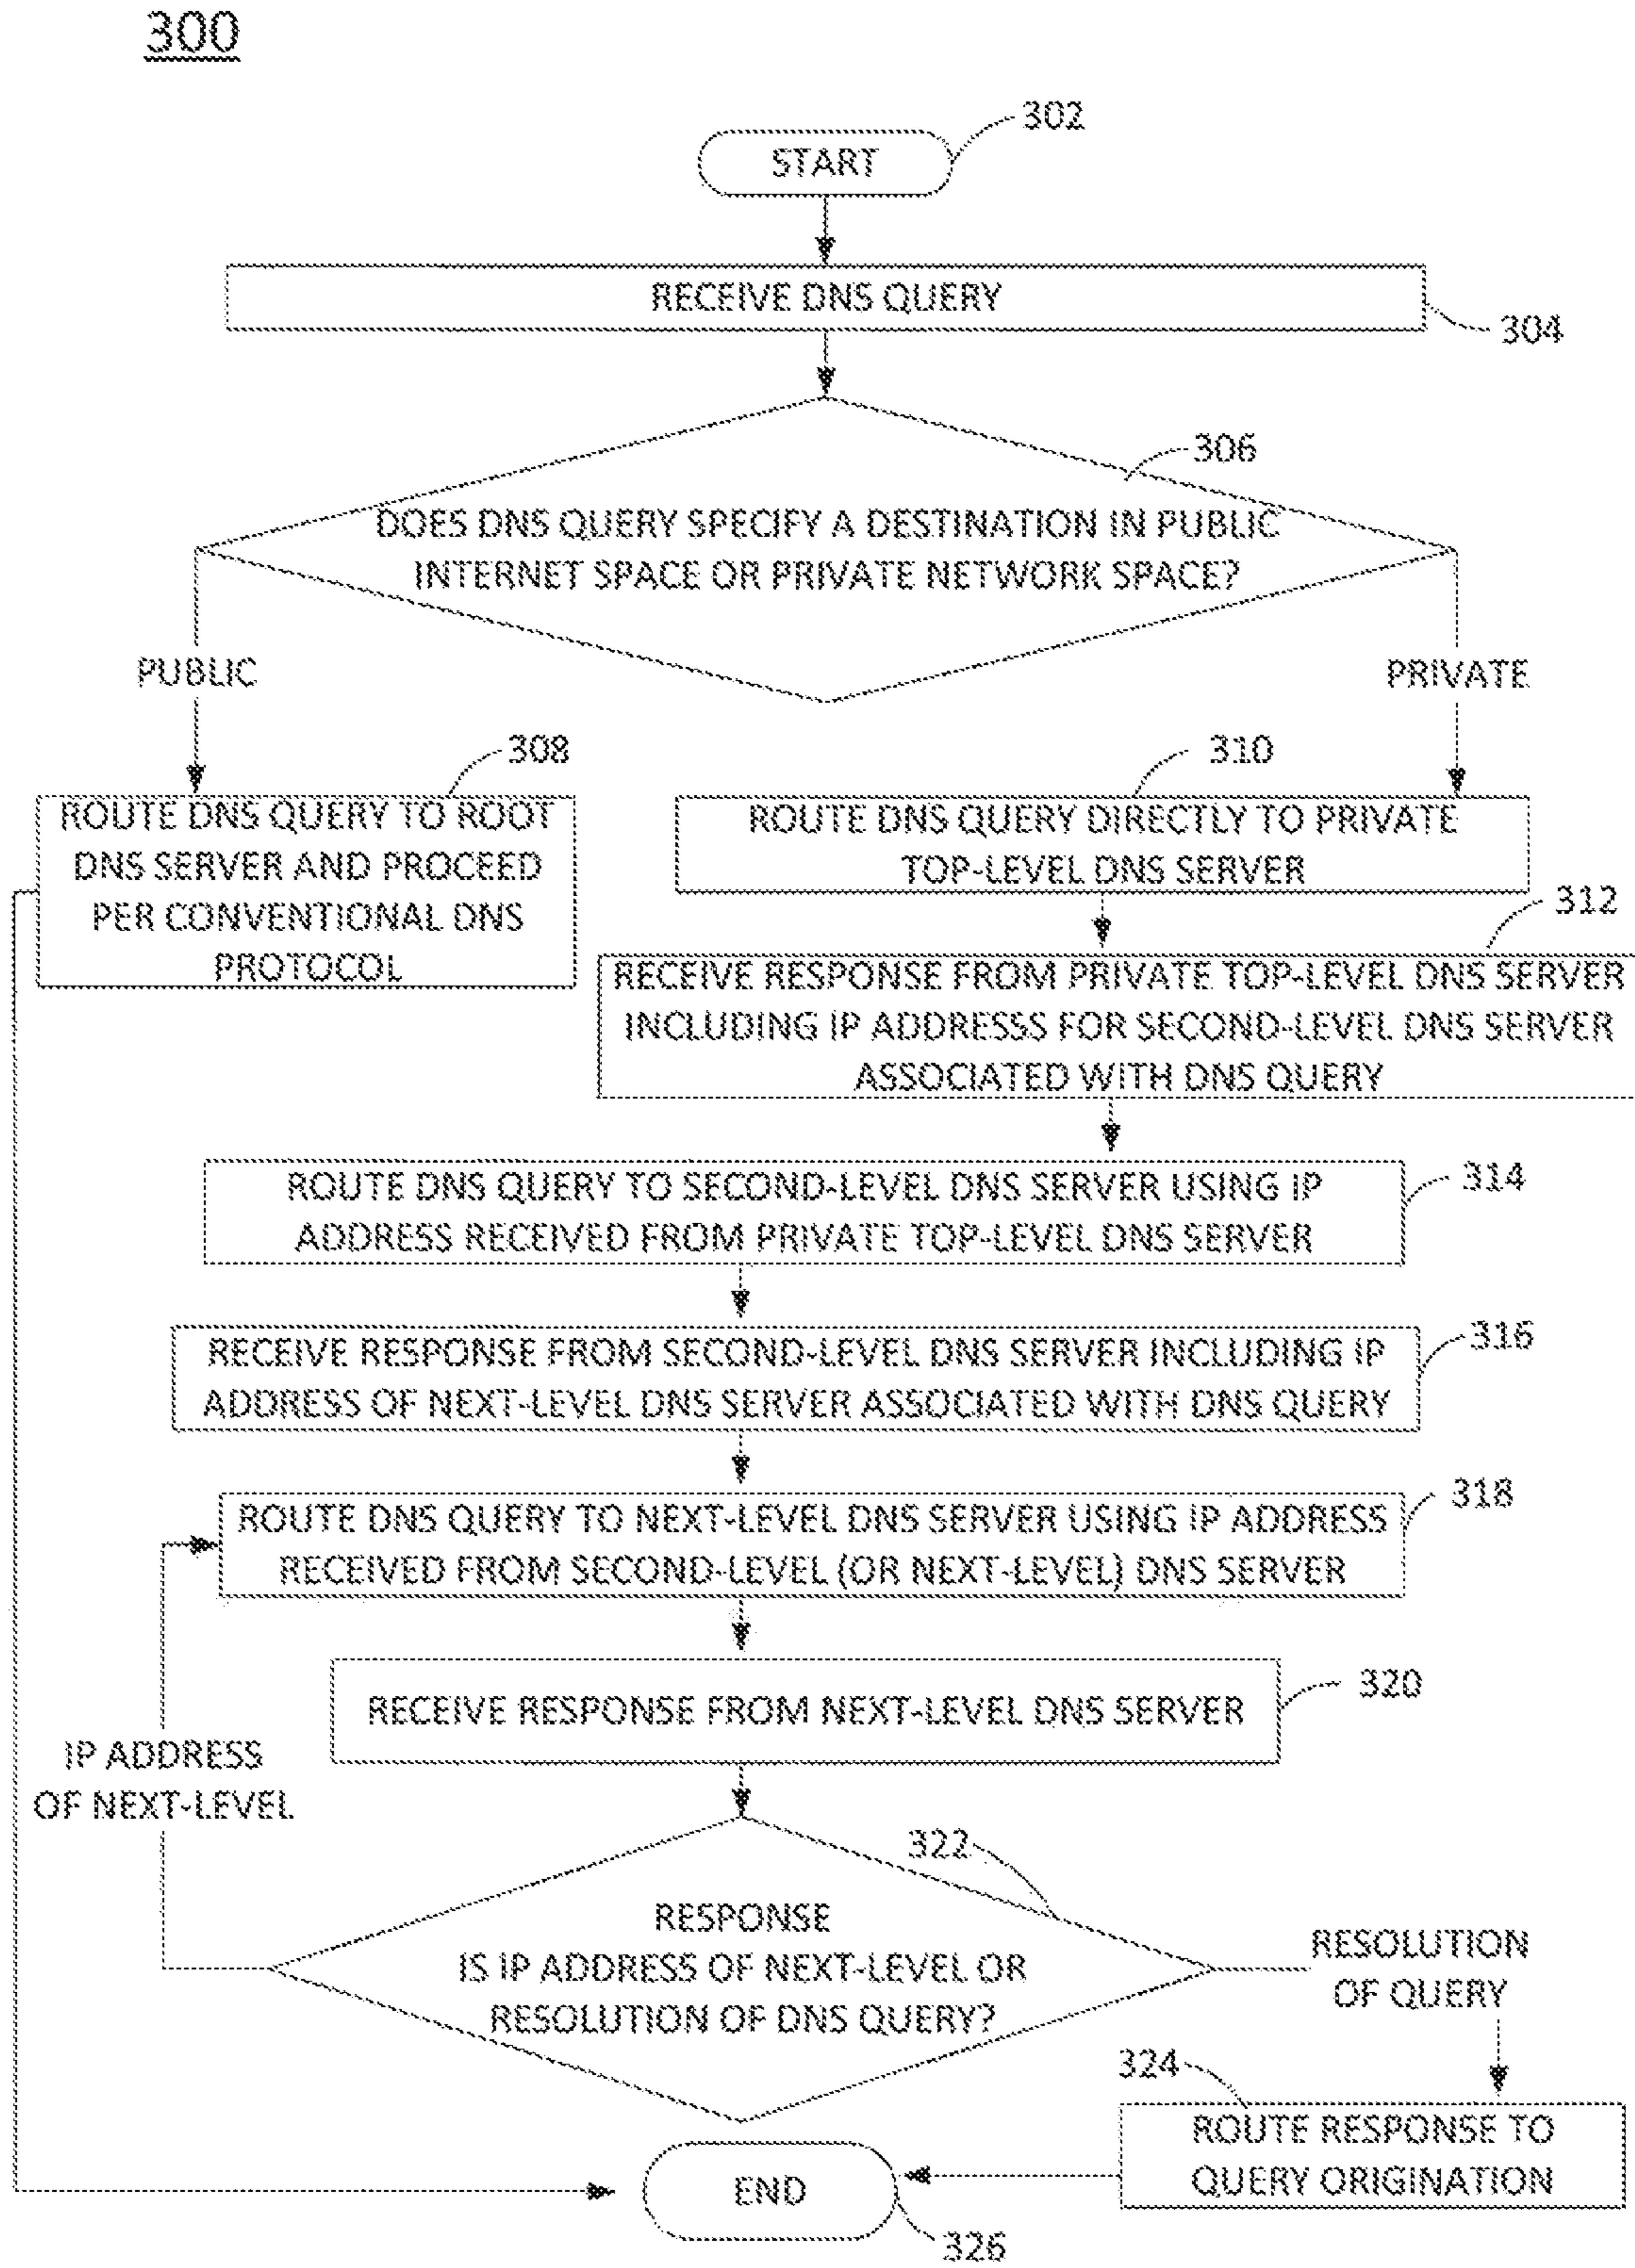 300
302
START
RECEIVE DNS QUERY
304
306
DOES DNS QUERY SPECIFY A DESTINATION IN PUBLIC
INTERNET SPACE OR PRIVATE NETWORK SPACE?
PUBLIC
PRIVATE
308
310
ROUTE DNS QUERY TO ROOT
DNS SERVER AND PROCEED
PER CONVENTIONAL DNS
PROTOCOL
ROUTE DNS QUERY DIRECTLY TO PRIVATE
TOP-LEVEL DNS SERVER
312
RECEIVE RESPONSE FROM PRIVATE TOP-LEVEL DNS SERVER
INCLUDING IP ADDRESSS FOR SECOND-LEVEL DNS SERVER
ASSOCIATED WITH DNS QUERY
314
ROUTE DNS QUERY TO SECOND-LEVEL DNS SERVER USING IP
ADDRESS RECEIVED FROM PRIVATE TOP-LEVEL DNS SERVER
316
RECEIVE RESPONSE FROM SECOND-LEVEL DNS SERVER INCLUDING IP
ADDRESS OF NEXT-LEVEL DNS SERVER ASSOCIATED WITH DNS QUERY
318
ROUTE DNS QUERY TO NEXT-LEVEL DNS SERVER USING IP ADDRESS
RECEIVED FROM SECOND-LEVEL (OR NEXT-LEVEL) DNS SERVER
320
RECEIVE RESPONSE FROM NEXT-LEVEL DNS SERVER
IP ADDRESS
OF NEXT-LEVEL
322
RESPONSE
IS IP ADDRESS OF NEXT-LEVEL OR
RESOLUTION OF DNS QUERY?
RESOLUTION
OF QUERY
324
ROUTE RESPONSE TO
QUERY ORIGINATION
END
326